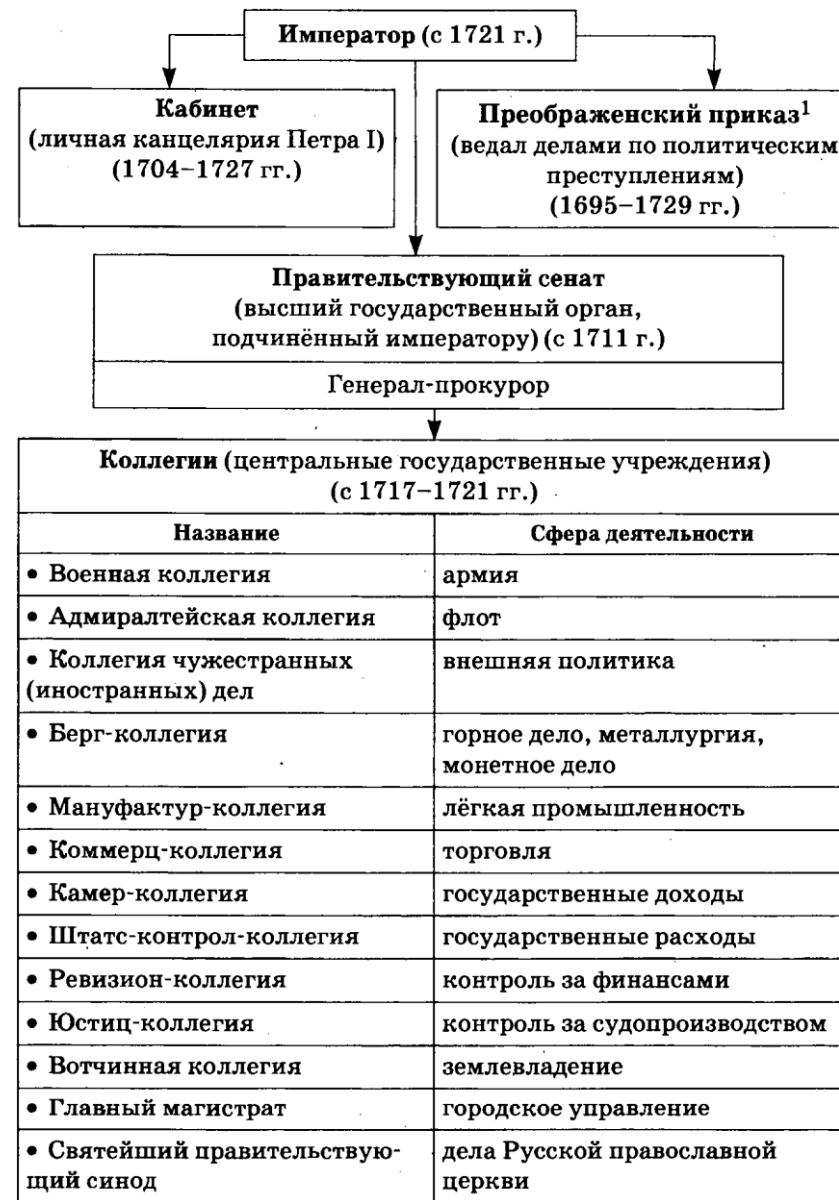 Император (с 1721 г.)
Кабинет
(личная канцелярия Петра I)
(1704–1727 гг.)
Преображенский приказ1
(ведал делами по политическим
преступлениям)
(1695–1729 гг.)
Правительствующий сенат
(высший государственный орган,
подчинённый императору) (с 1711 г.)
Генерал-прокурор
Коллегии (центральные государственные учреждения)
(с 1717–1721 гг.)
Название
Сфера деятельности
• Военная коллегия
армия
• Адмиралтейская коллегия
флот
• Коллегия чужестранных
(иностранных) дел
внешняя политика
• Берг-коллегия
горное дело, металлургия,
монетное дело
• Мануфактур-коллегия
лёгкая промышленность
• Коммерц-коллегия
торговля
• Камер-коллегия
государственные доходы
• Штатс-контрол-коллегия
государственные расходы
• Ревизион-коллегия
контроль за финансами
• Юстиц-коллегия
контроль за судопроизводством
• Вотчинная коллегия
землевладение
• Главный магистрат
городское управление
• Святейший правительствую-
щий синод
дела Русской православной
церкви